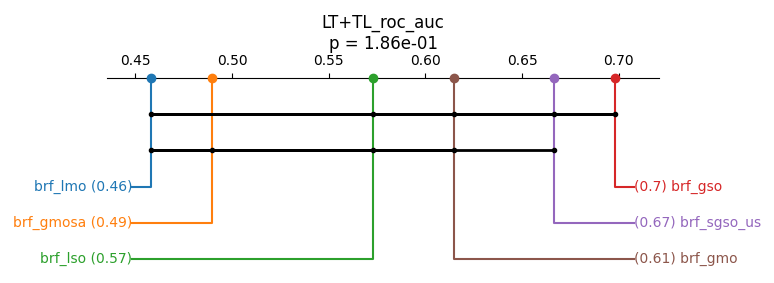 LT+TL_roc_auc
p = 1.86e-01
0.45 0.50 0.55 0.60 0.65 0.70
brf_lmo (0.46) (0.7) brf_gso
brf_gmosa (0.49) (0.67) brf_sgso_us
brf_lso (0.57) (0.61) brf_gmo